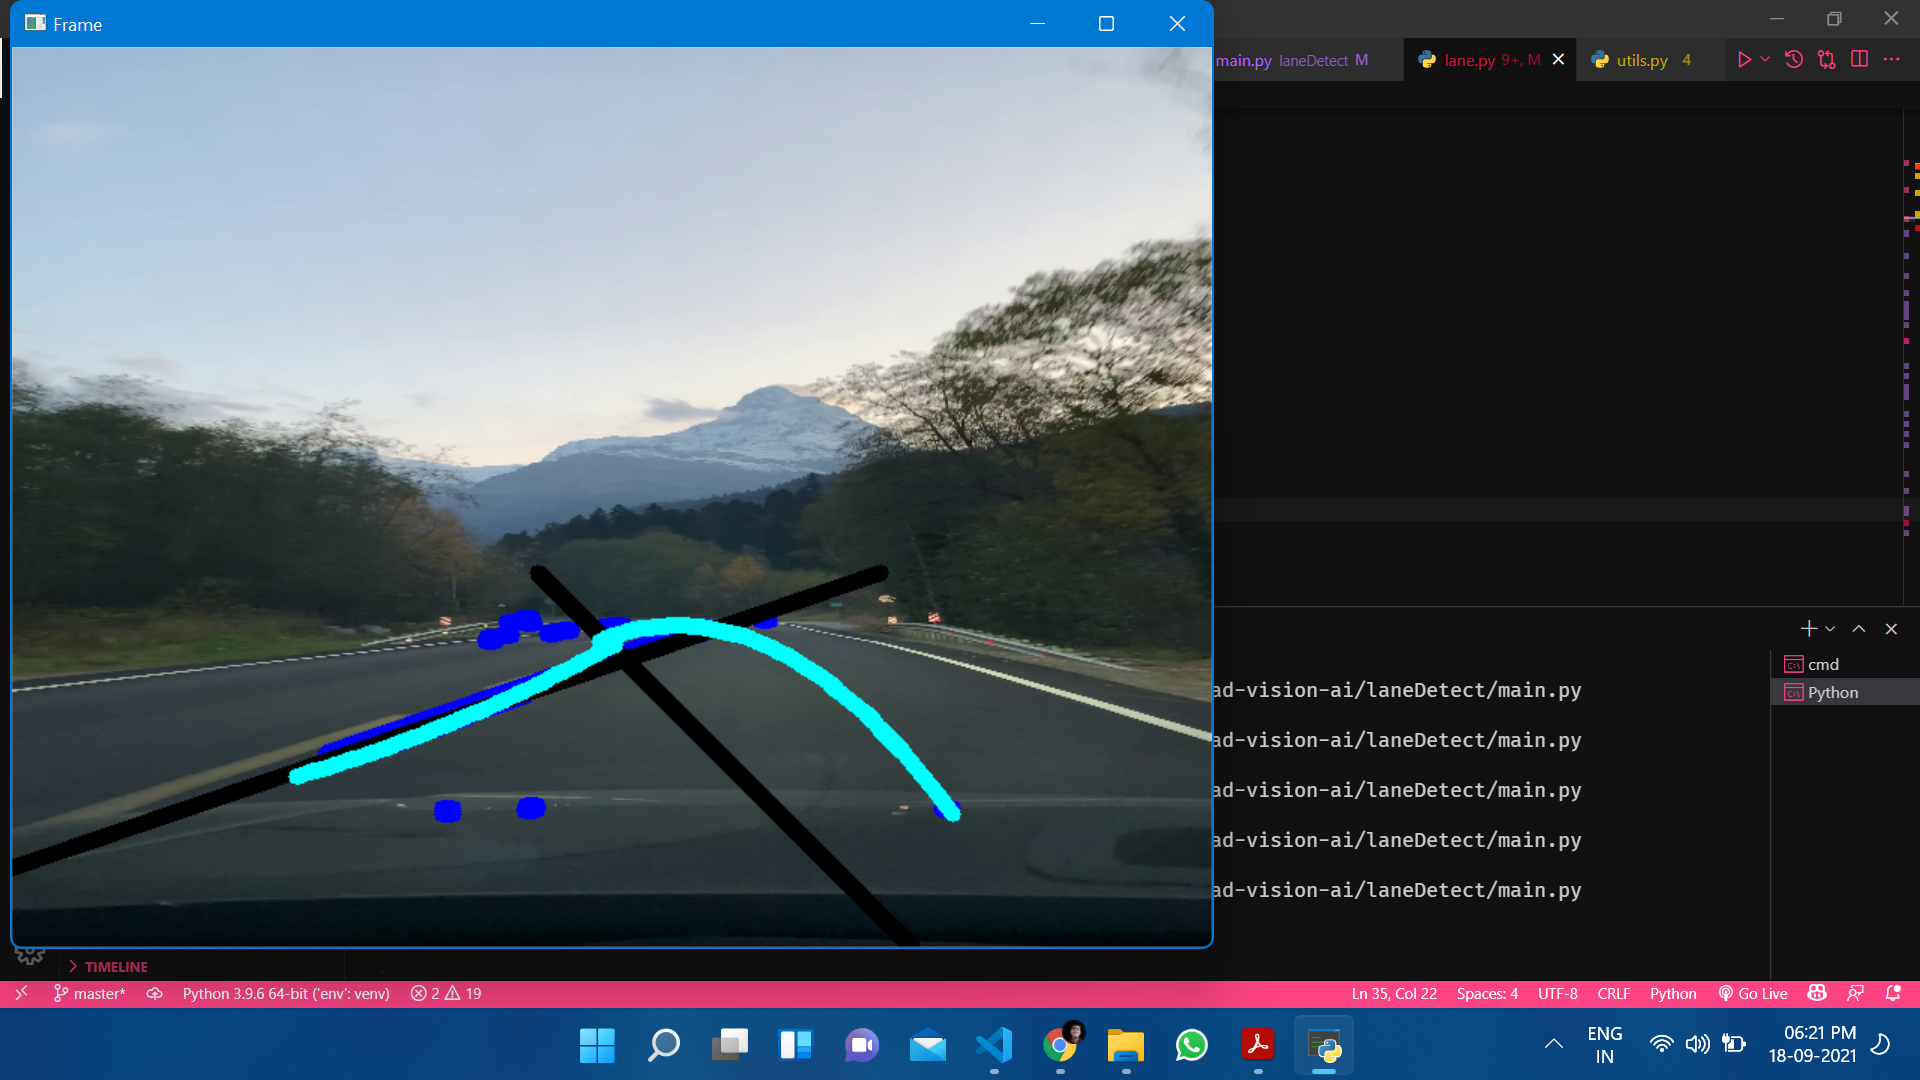 Frame
main.py laneDetect M
lane.py 9+, M
utils.py 4
cmd
Python
ad-vision-ai/laneDetect/main.py
ad-vision-ai/laneDetect/main.py
ad-vision-ai/laneDetect/main.py
ad-vision-ai/laneDetect/main.py
ad-vision-ai/laneDetect/main.py
TIMELINE
master* Python 3.9.6 64-bit ('env': venv) 2 19 Ln 35, Col 22 Spaces: 4 UTF-8 CRLF Python Go Live
ENG
IN
06:21 PM
18-09-2021